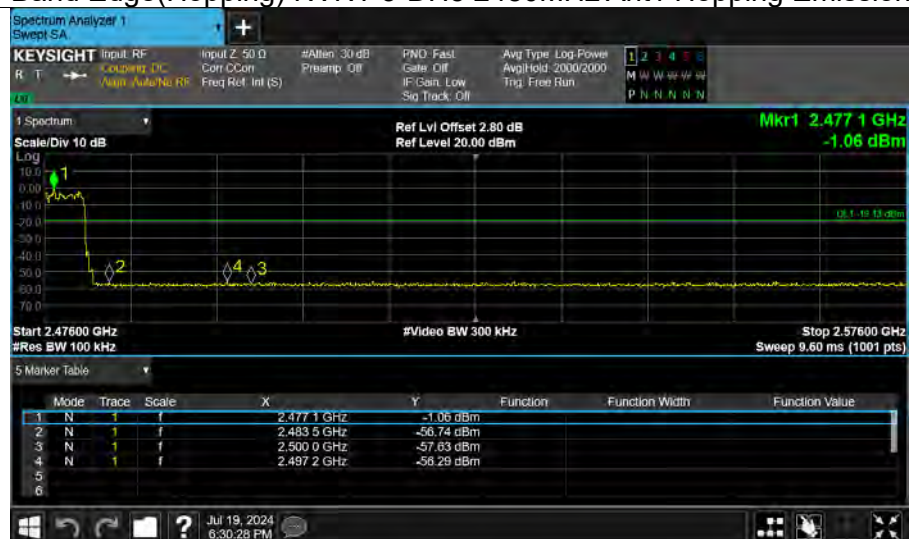 Spectrum Analyzer 1
Swept SA
+
KEYSIGHT Input: RF Input Z: 50 Ω #Atten: 30 dB PNO: Fast Avg Type: Log-Power 1 2 3 4 5 6
R T Coupling: DC Corr CCorr Preamp: Off Gate: Off Avg|Hold: 2000/2000 M W W W W W
Align: Auto/No RF Freq Ref: Int (S) IF Gain: Low Trig: Free Run
Sig Track: Off P N N N N N
1 Spectrum Ref Lvl Offset 2.80 dB Mkr1 2.477 1 GHz
Scale/Div 10 dB Ref Level 20.00 dBm -1.06 dBm
Log
10.0 1
0.00
-10.0
-20.0 DL1 -19.13 dBm
-30.0
-40.0
-50.0 2 4 3
-60.0
-70.0
Start 2.47600 GHz #Video BW 300 kHz Stop 2.57600 GHz
#Res BW 100 kHz Sweep 9.60 ms (1001 pts)
5 Marker Table
Mode Trace Scale X Y Function Function Width Function Value
1 N 1 f 2.477 1 GHz -1.06 dBm
2 N 1 f 2.483 5 GHz -56.74 dBm
3 N 1 f 2.500 0 GHz -57.63 dBm
4 N 1 f 2.497 2 GHz -56.29 dBm
5
6
? Jul 19, 2024
6:30:28 PM